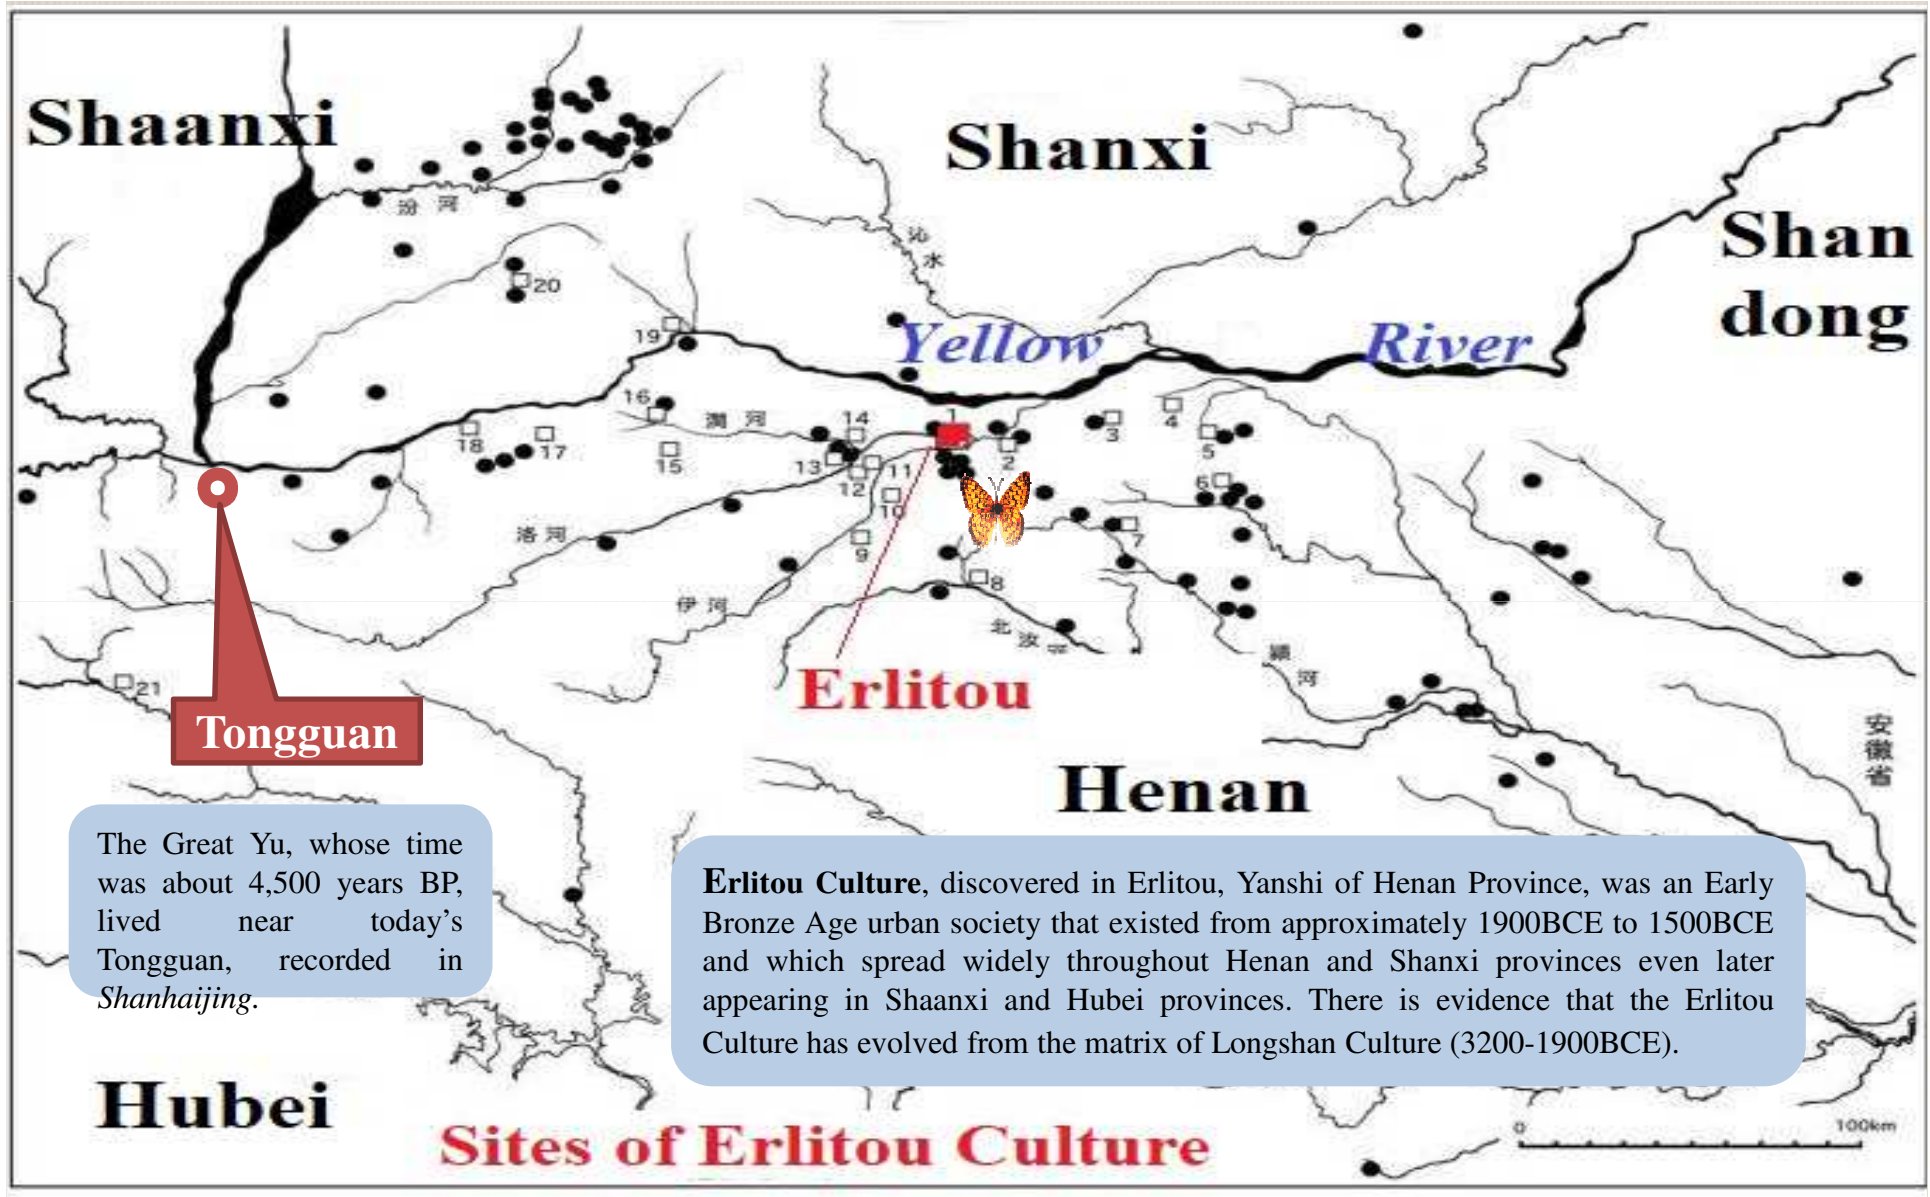 Shaanxi
Shanxi
Shan
dong
汾 河
沁
水
20
19
Yellow River
16
澗 河
14
1
4
3
18
17
15
13
11
2
5
12
6
10
洛 河
9
7
8
伊 河
北
汝
潁
河
21
Erlitou
Tongguan
安
徽
省
Henan
The Great Yu, whose time
was about 4,500 years BP,
lived near today's
Tongguan, recorded in
Shanhaijing.
Erlitou Culture, discovered in Erlitou, Yanshi of Henan Province, was an Early
Bronze Age urban society that existed from approximately 1900BCE to 1500BCE
and which spread widely throughout Henan and Shanxi provinces even later
appearing in Shaanxi and Hubei provinces. There is evidence that the Erlitou
Culture has evolved from the matrix of Longshan Culture (3200-1900BCE).
Hubei
Sites of Erlitou Culture
0 100km